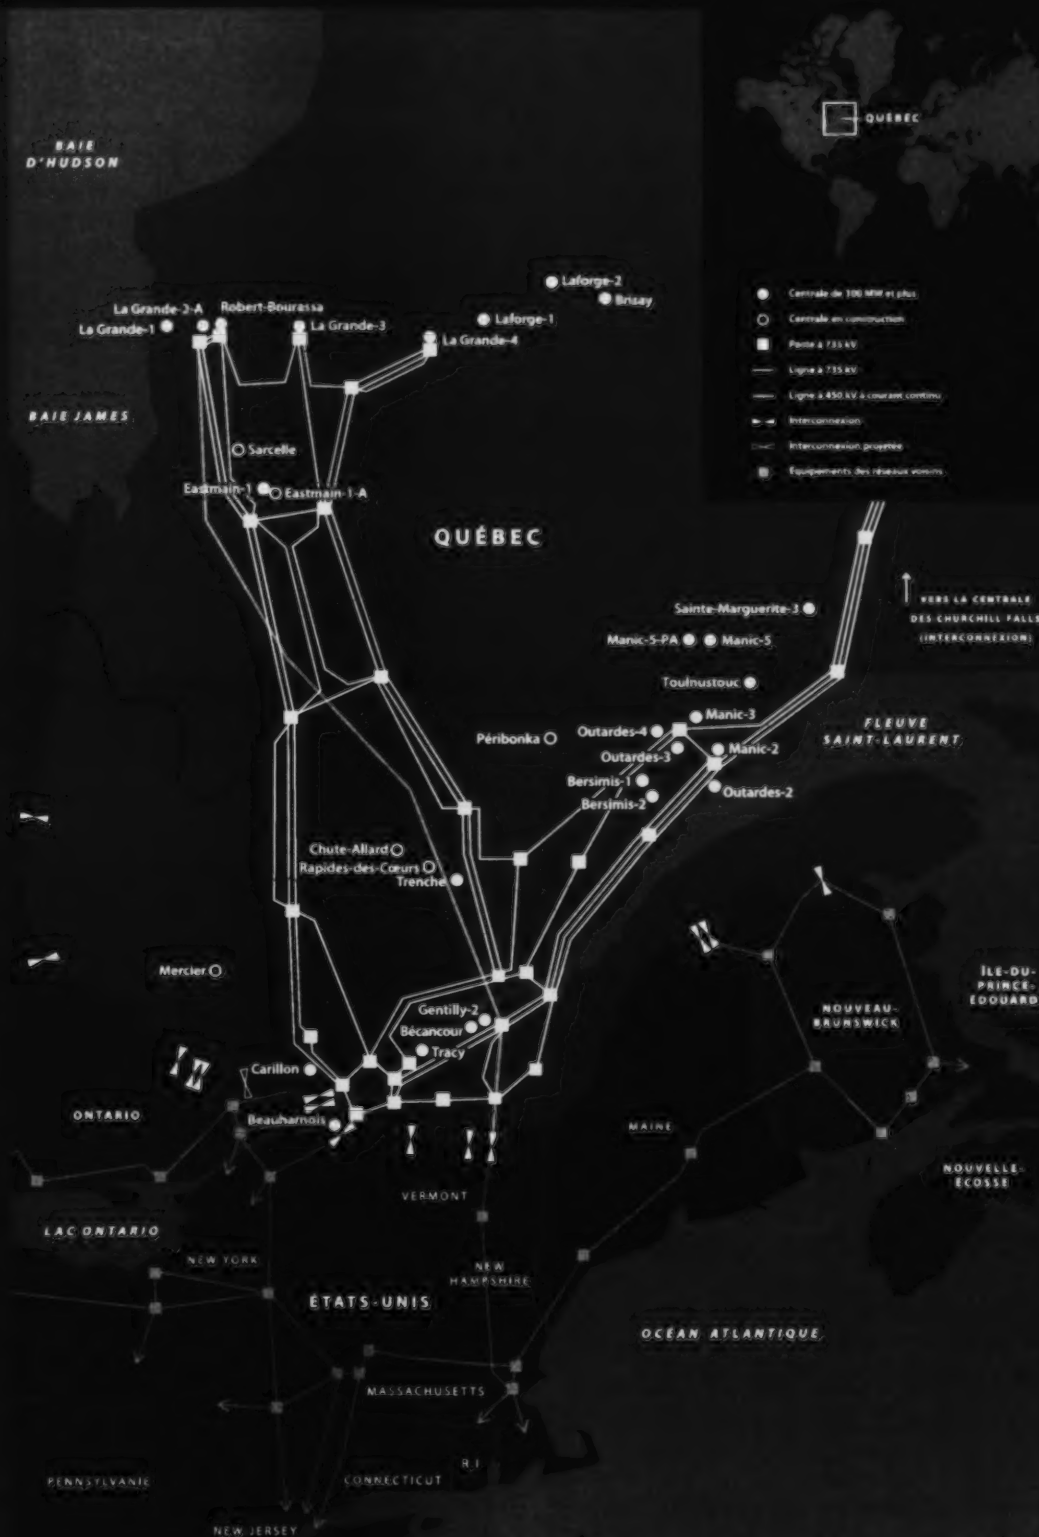 BAIE
D'HUDSON
QUÉBEC
Laforge-2
Brisay
La Grande-2-A
Robert-Bourassa
La Grande-1
La Grande-3
Laforge-1
La Grande-4
Centrale de 100 MW et plus
Centrale en construction
Poste à 735 kV
Ligne à 735 kV
Ligne à 450 kV à courant continu
Interconnexion
Interconnexion projetée
Équipements des réseaux voisins
BAIE JAMES
Sarcelle
Eastmain-1
Eastmain-1-A
QUÉBEC
VERS LA CENTRALE
DES CHURCHILL FALLS
(INTERCONNEXION)
Sainte-Marguerite-3
Manic-5-PA
Manic-5
Toulnustouc
Manic-3
FLEUVE
SAINT-LAURENT
Péribonka
Outardes-4
Outardes-3
Manic-2
Bersimis-1
Outardes-2
Bersimis-2
Chute-Allard
Rapides-des-Cœurs
Trenche
Mercier
ÎLE-DU-
PRINCE-
ÉDOUARD
NOUVEAU-
BRUNSWICK
Gentilly-2
Bécancour
Tracy
Carillon
ONTARIO
Beauharnois
MAINE
NOUVELLE-
ÉCOSSE
VERMONT
LAC ONTARIO
NEW YORK
NEW
HAMPSHIRE
ÉTATS-UNIS
OCÉAN ATLANTIQUE
MASSACHUSETTS
R.I.
PENNSYLVANIE
CONNECTICUT
NEW JERSEY